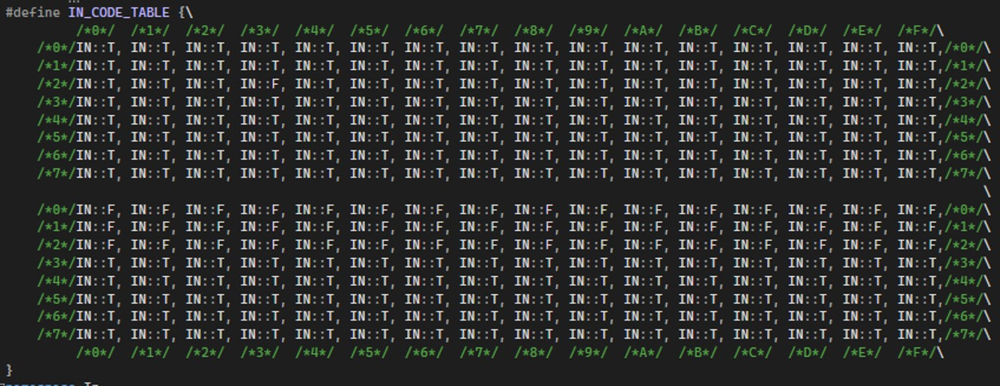 #define IN_CODE_TABLE {\
/*0*/ /*1*/ /*2*/ /*3*/ /*4*/ /*5*/ /*6*/ /*7*/ /*8*/ /*9*/ /*A*/ /*B*/ /*C*/ /*D*/ /*E*/ /*F*/\
/*0*/IN::T, IN::T, IN::T, IN::T, IN::T, IN::T, IN::T, IN::T, IN::T, IN::T, IN::T, IN::T, IN::T, IN::T, IN::T, IN::T,/*0*/\
/*1*/IN::T, IN::T, IN::T, IN::T, IN::T, IN::T, IN::T, IN::T, IN::T, IN::T, IN::T, IN::T, IN::T, IN::T, IN::T, IN::T,/*1*/\
/*2*/IN::T, IN::T, IN::T, IN::F, IN::T, IN::T, IN::T, IN::T, IN::T, IN::T, IN::T, IN::T, IN::T, IN::T, IN::T, IN::T,/*2*/\
/*3*/IN::T, IN::T, IN::T, IN::T, IN::T, IN::T, IN::T, IN::T, IN::T, IN::T, IN::T, IN::T, IN::T, IN::T, IN::T, IN::T,/*3*/\
/*4*/IN::T, IN::T, IN::T, IN::T, IN::T, IN::T, IN::T, IN::T, IN::T, IN::T, IN::T, IN::T, IN::T, IN::T, IN::T, IN::T,/*4*/\
/*5*/IN::T, IN::T, IN::T, IN::T, IN::T, IN::T, IN::T, IN::T, IN::T, IN::T, IN::T, IN::T, IN::T, IN::T, IN::T, IN::T,/*5*/\
/*6*/IN::T, IN::T, IN::T, IN::T, IN::T, IN::T, IN::T, IN::T, IN::T, IN::T, IN::T, IN::T, IN::T, IN::T, IN::T, IN::T,/*6*/\
/*7*/IN::T, IN::T, IN::T, IN::T, IN::T, IN::T, IN::T, IN::T, IN::T, IN::T, IN::T, IN::T, IN::T, IN::T, IN::T, IN::T,/*7*/\
\
/*0*/IN::F, IN::F, IN::F, IN::F, IN::F, IN::F, IN::F, IN::F, IN::F, IN::F, IN::F, IN::F, IN::F, IN::F, IN::F, IN::F,/*0*/\
/*1*/IN::F, IN::F, IN::F, IN::F, IN::F, IN::F, IN::F, IN::F, IN::F, IN::F, IN::F, IN::F, IN::F, IN::F, IN::F, IN::F,/*1*/\
/*2*/IN::F, IN::F, IN::F, IN::F, IN::F, IN::F, IN::F, IN::F, IN::F, IN::F, IN::F, IN::F, IN::F, IN::F, IN::F, IN::F,/*2*/\
/*3*/IN::T, IN::T, IN::T, IN::T, IN::T, IN::T, IN::T, IN::T, IN::T, IN::T, IN::T, IN::T, IN::T, IN::T, IN::T, IN::T,/*3*/\
/*4*/IN::T, IN::T, IN::T, IN::T, IN::T, IN::T, IN::T, IN::T, IN::T, IN::T, IN::T, IN::T, IN::T, IN::T, IN::T, IN::T,/*4*/\
/*5*/IN::T, IN::T, IN::T, IN::T, IN::T, IN::T, IN::T, IN::T, IN::T, IN::T, IN::T, IN::T, IN::T, IN::T, IN::T, IN::T,/*5*/\
/*6*/IN::T, IN::T, IN::T, IN::T, IN::T, IN::T, IN::T, IN::T, IN::T, IN::T, IN::T, IN::T, IN::T, IN::T, IN::T, IN::T,/*6*/\
/*7*/IN::T, IN::T, IN::T, IN::T, IN::T, IN::T, IN::T, IN::T, IN::T, IN::T, IN::T, IN::T, IN::T, IN::T, IN::T, IN::T,/*7*/\
/*0*/ /*1*/ /*2*/ /*3*/ /*4*/ /*5*/ /*6*/ /*7*/ /*8*/ /*9*/ /*A*/ /*B*/ /*C*/ /*D*/ /*E*/ /*F*/\
}